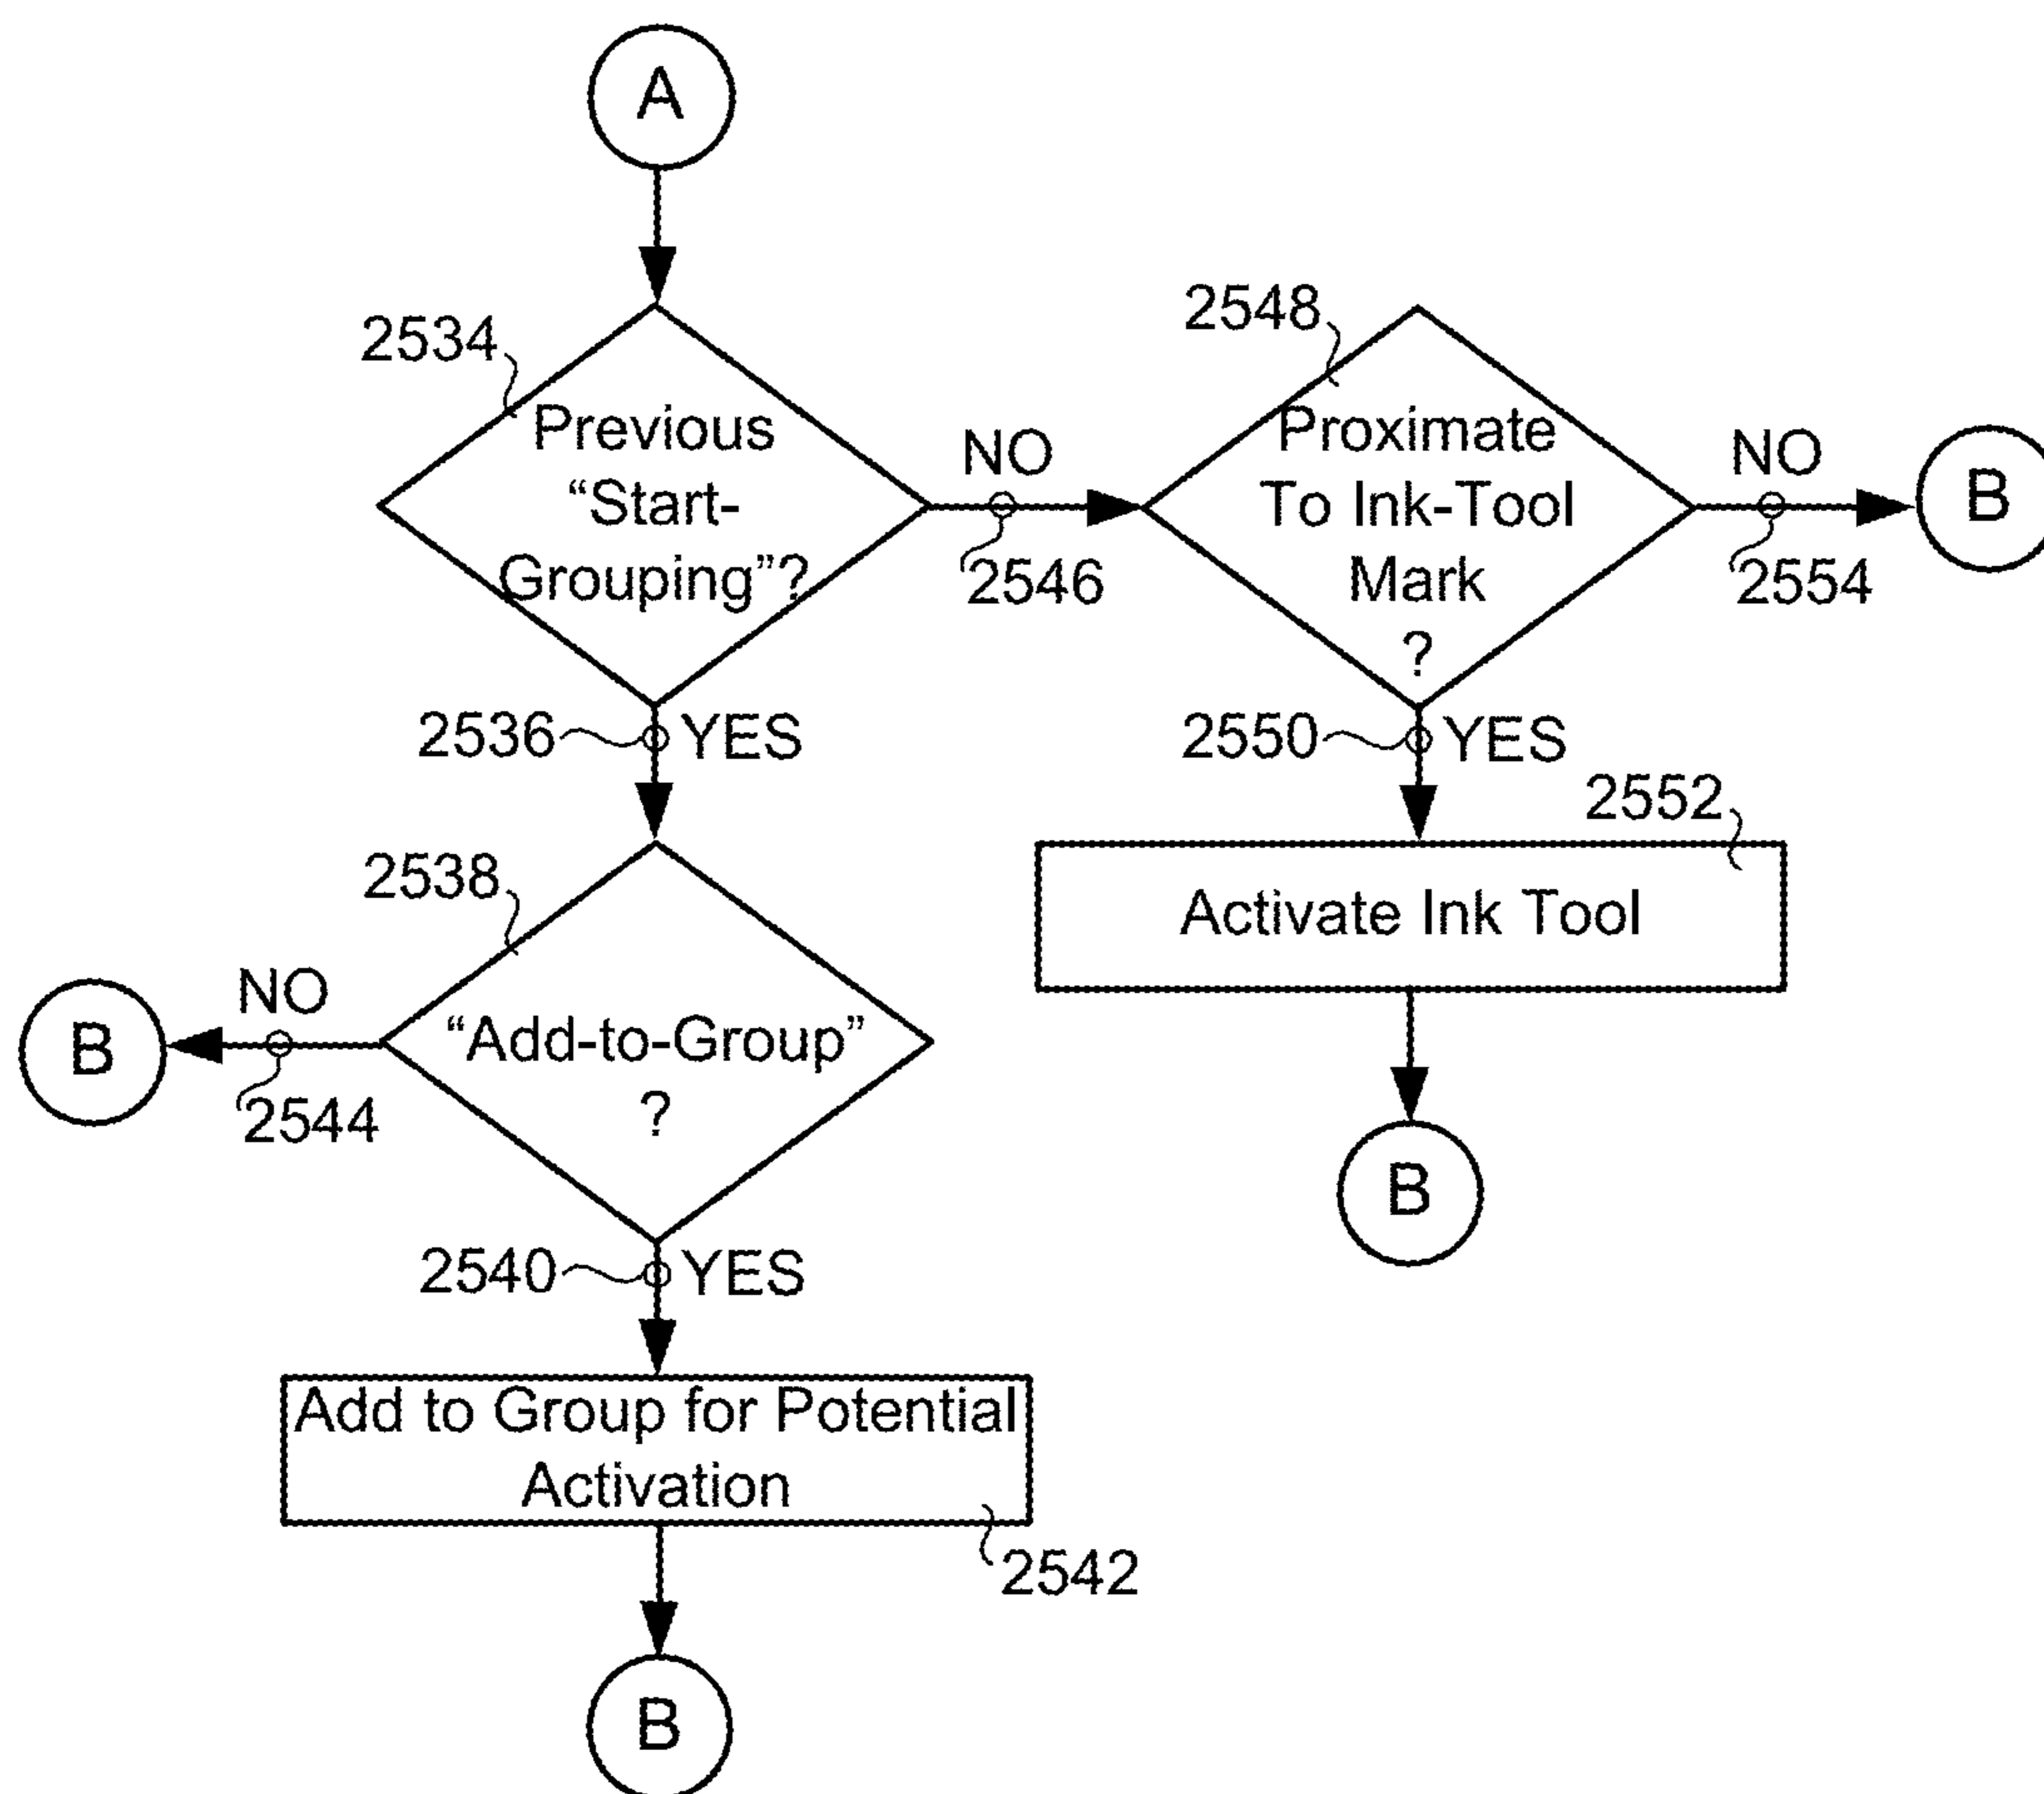 A
2534
Previous
“Start-
Grouping”?
NO
2546
2548
Proximate
To Ink-Tool
Mark
?
NO
2554
B
2536
YES
2550
YES
2552
Activate Ink Tool
B
2538
“Add-to-Group”
?
NO
2544
B
2540
YES
Add to Group for Potential
Activation
2542
B